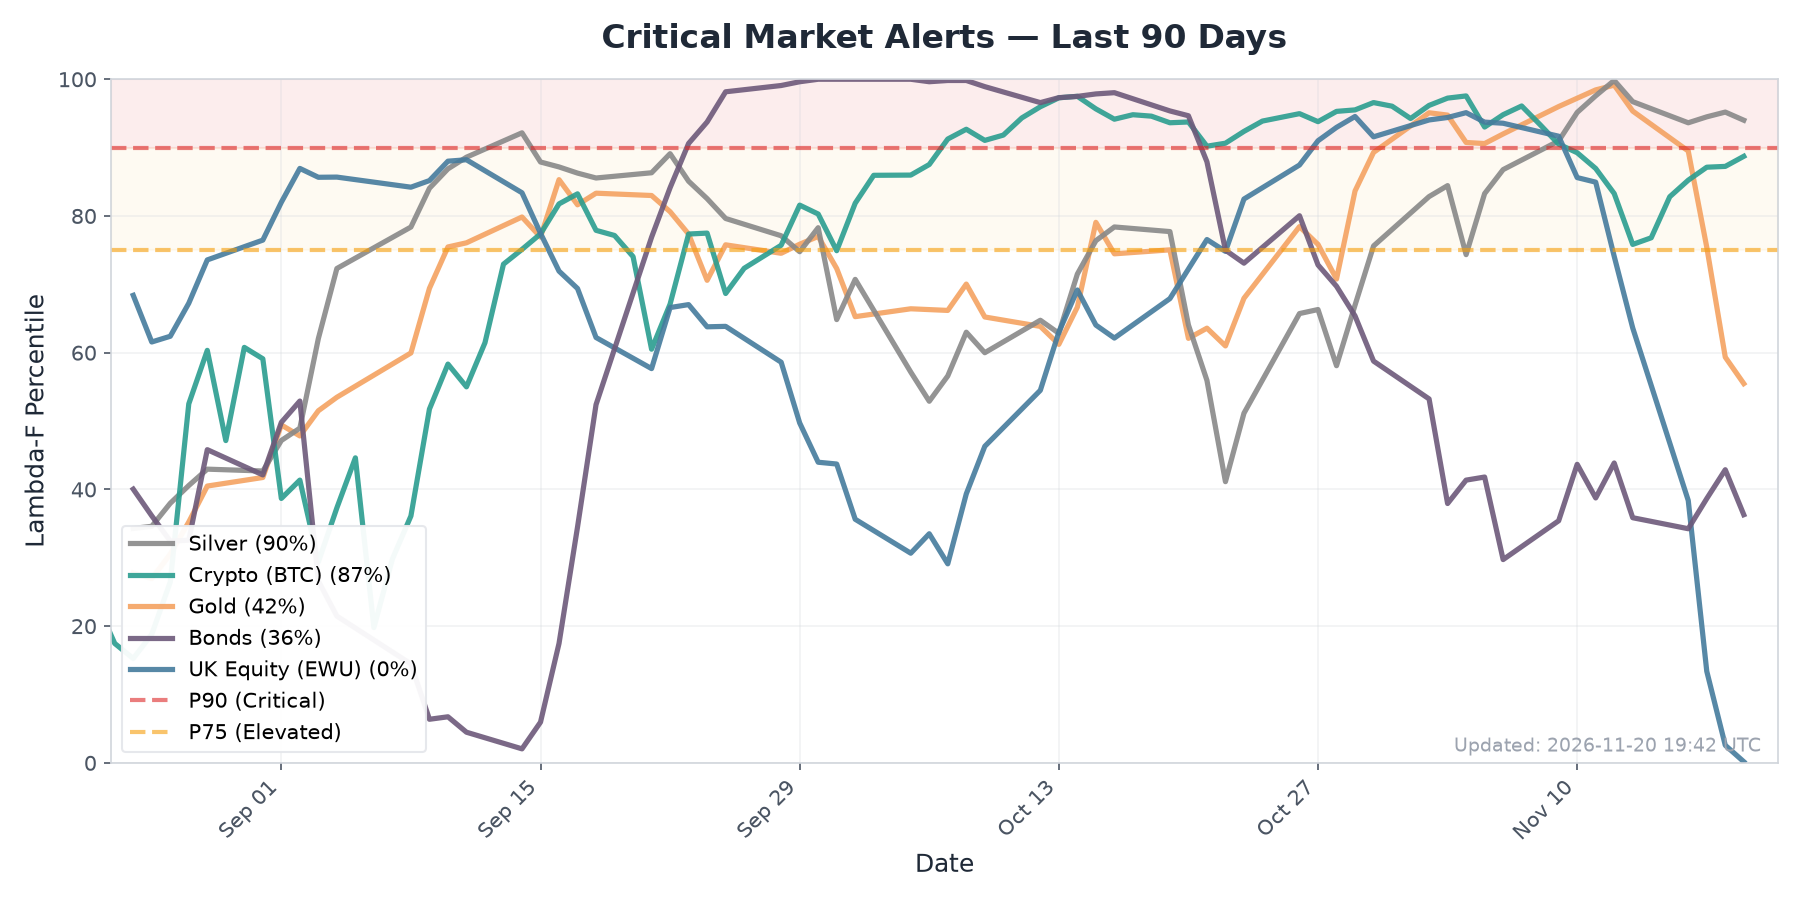 Critical Market Alerts — Last 90 Days
Lambda-F Percentile
100
80
60
40
20
0
Silver (90%)
Crypto (BTC) (87%)
Gold (42%)
Bonds (36%)
UK Equity (EWU) (0%)
P90 (Critical)
P75 (Elevated)
Updated: 2026-11-20 19:42 UTC
Sep 01
Sep 15
Sep 29
Oct 13
Oct 27
Nov 10
Date